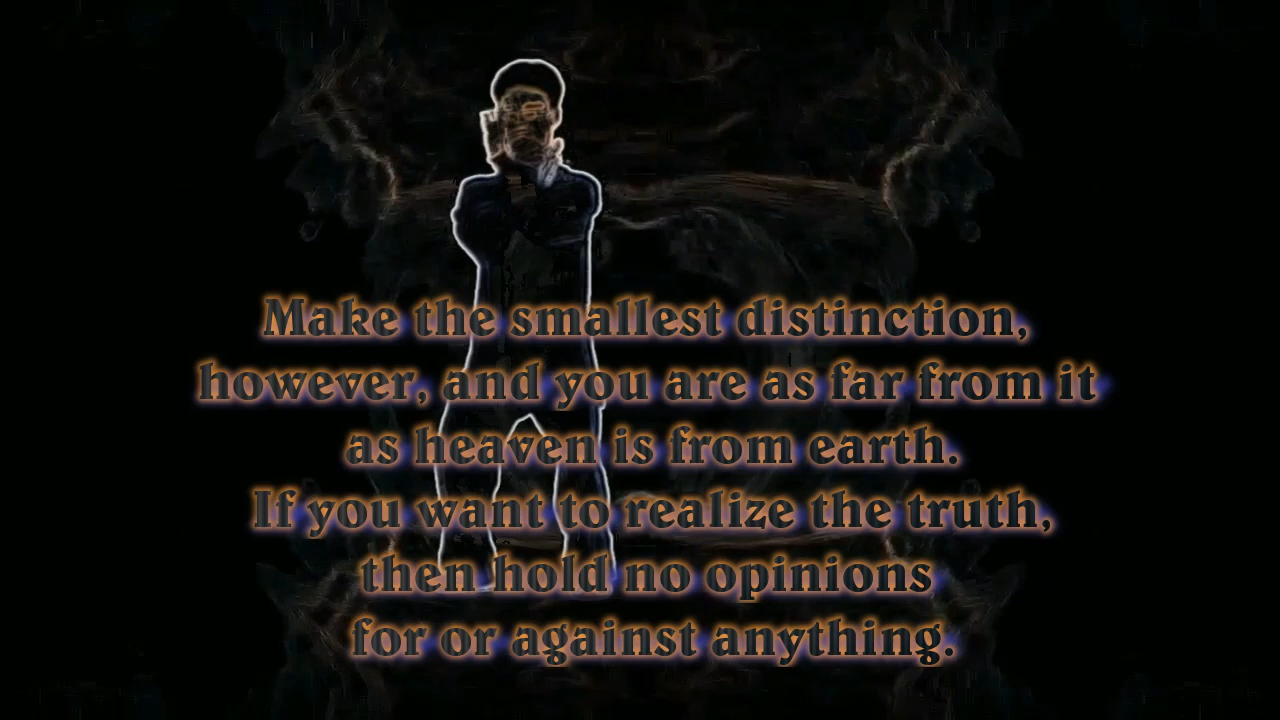 Make the smallest distinction,
however, and you are as far from it
as heaven is from earth.
If you want to realize the truth,
then hold no opinions
for or against anything.